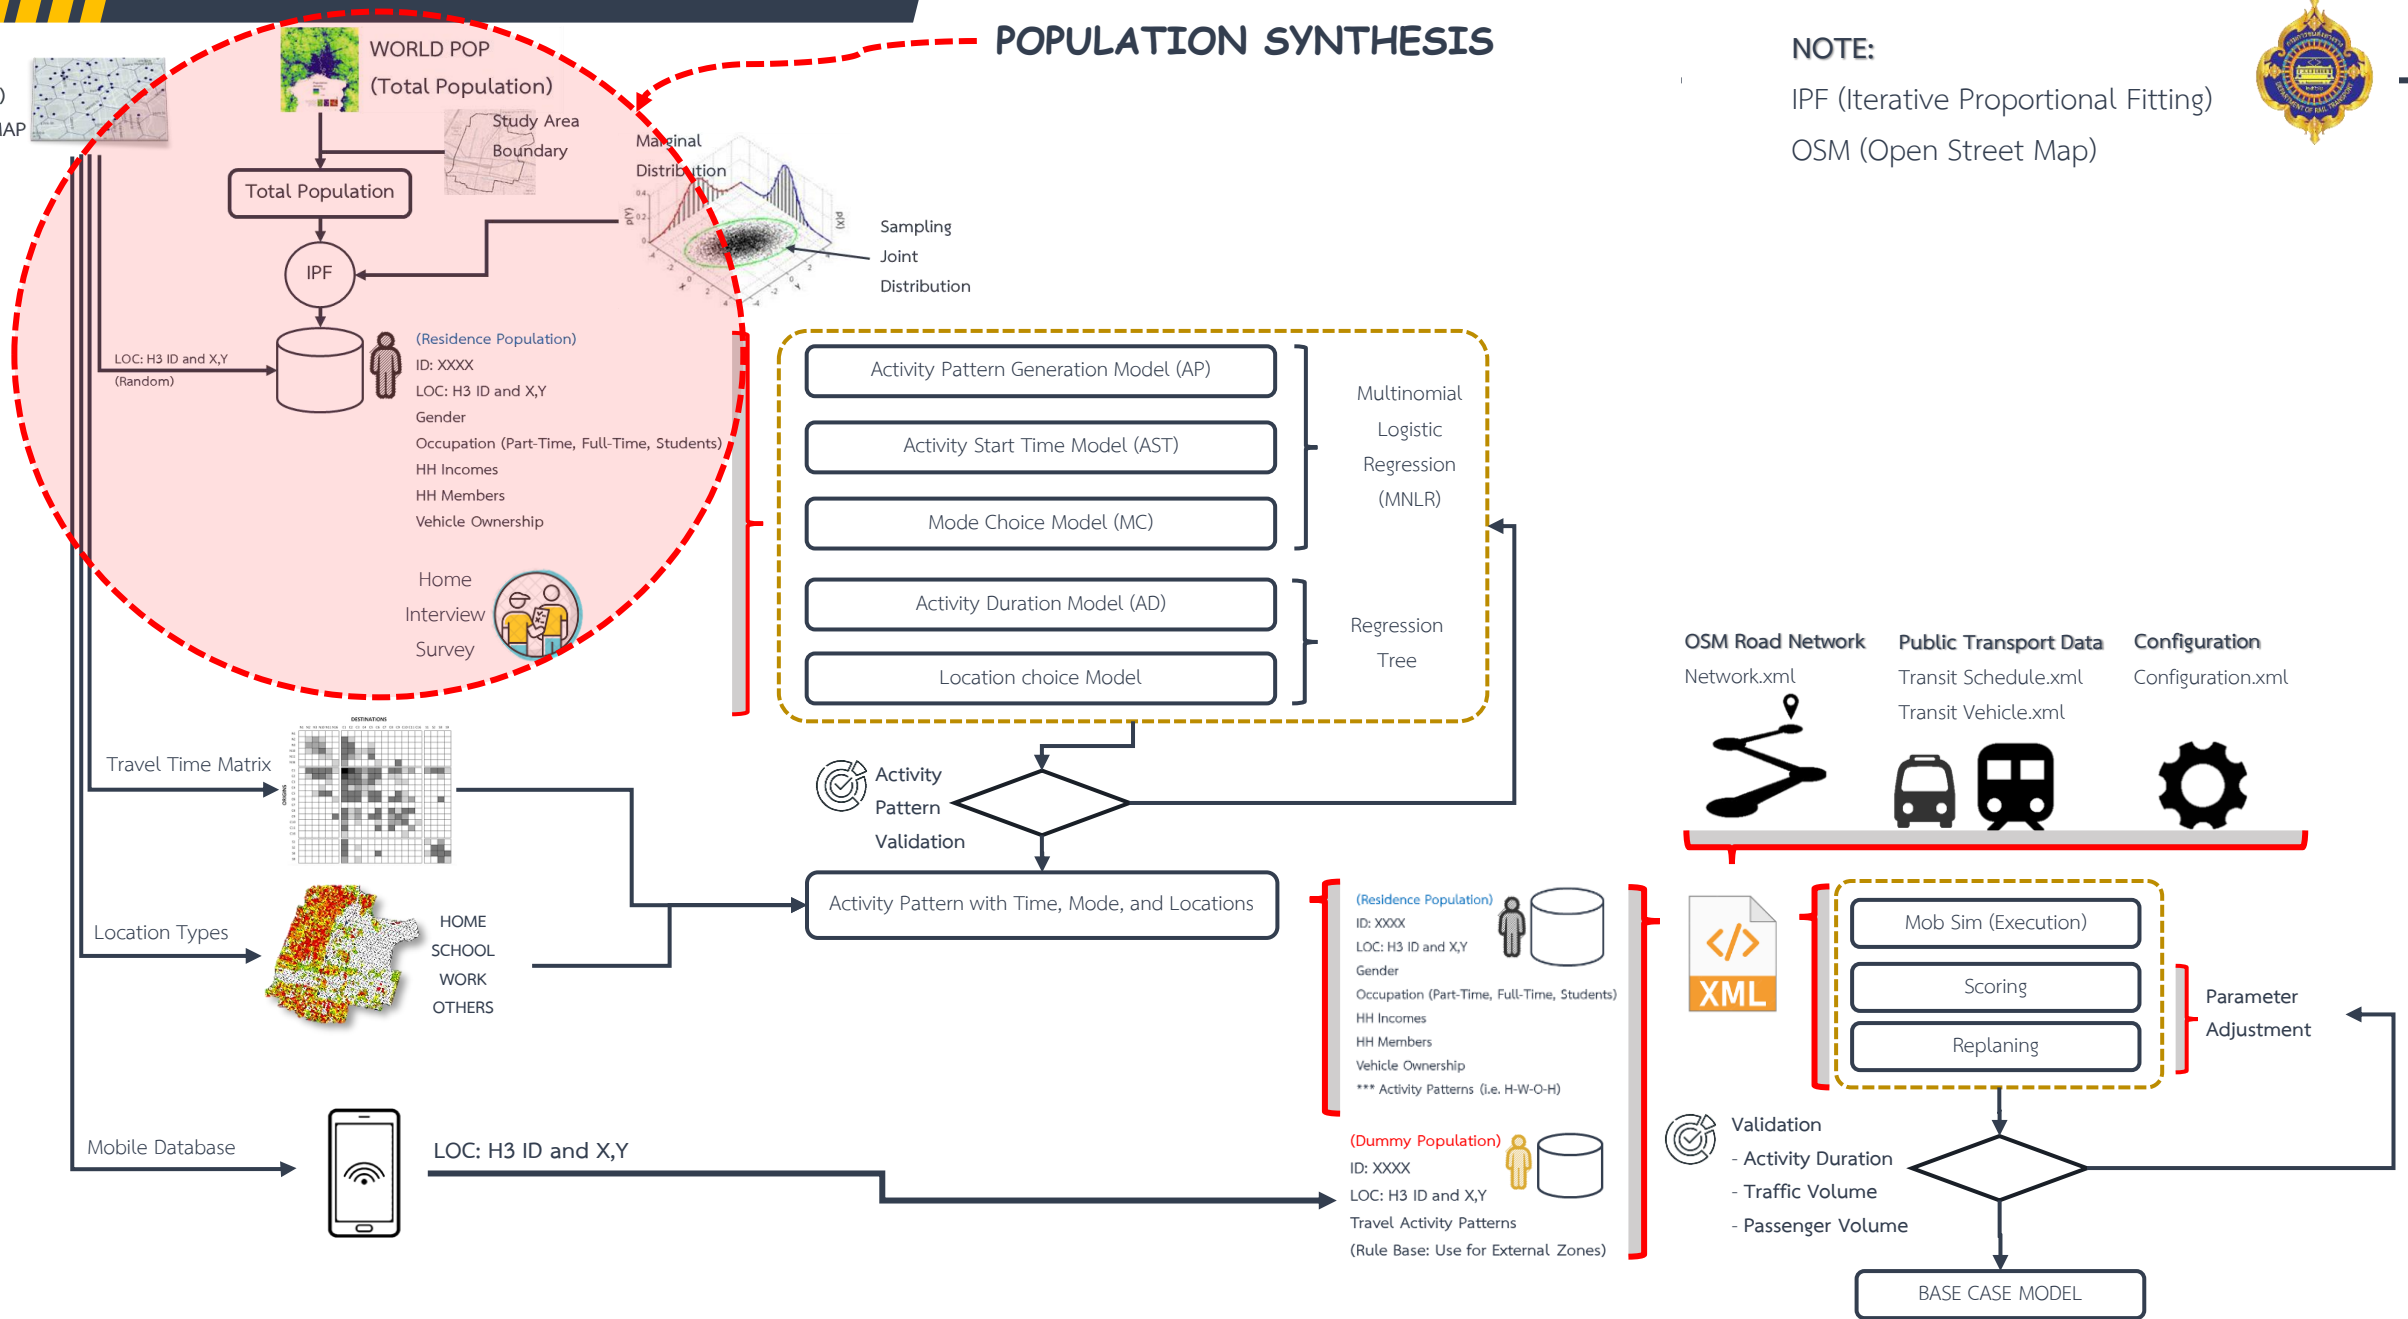 POPULATION SYNTHESIS
NOTE:
IPF (Iterative Proportional Fitting)
OSM (Open Street Map)
)
AP
WORLD POP
(Total Population)
Study Area
Boundary
Total Population
IPF
Marginal
Distribution
Sampling
Joint
Distribution
LOC: H3 ID and X,Y
(Random)
(Residence Population)
ID: XXXX
LOC: H3 ID and X,Y
Gender
Occupation (Part-Time, Full-Time, Students)
HH Incomes
HH Members
Vehicle Ownership
Home
Interview
Survey
Activity Pattern Generation Model (AP)
Activity Start Time Model (AST)
Mode Choice Model (MC)
Multinomial
Logistic
Regression
(MNLR)
Activity Duration Model (AD)
Location choice Model
Regression
Tree
Activity
Pattern
Validation
Activity Pattern with Time, Mode, and Locations
Travel Time Matrix
DESTINATIONS
ORIGINS
Location Types
HOME
SCHOOL
WORK
OTHERS
Mobile Database
LOC: H3 ID and X,Y
(Residence Population)
ID: XXXX
LOC: H3 ID and X,Y
Gender
Occupation (Part-Time, Full-Time, Students)
HH Incomes
HH Members
Vehicle Ownership
*** Activity Patterns (i.e. H-W-O-H)
(Dummy Population)
ID: XXXX
LOC: H3 ID and X,Y
Travel Activity Patterns
(Rule Base: Use for External Zones)
OSM Road Network
Network.xml
Public Transport Data
Transit Schedule.xml
Transit Vehicle.xml
Configuration
Configuration.xml
XML
Mob Sim (Execution)
Scoring
Replaning
Parameter
Adjustment
Validation
- Activity Duration
- Traffic Volume
- Passenger Volume
BASE CASE MODEL